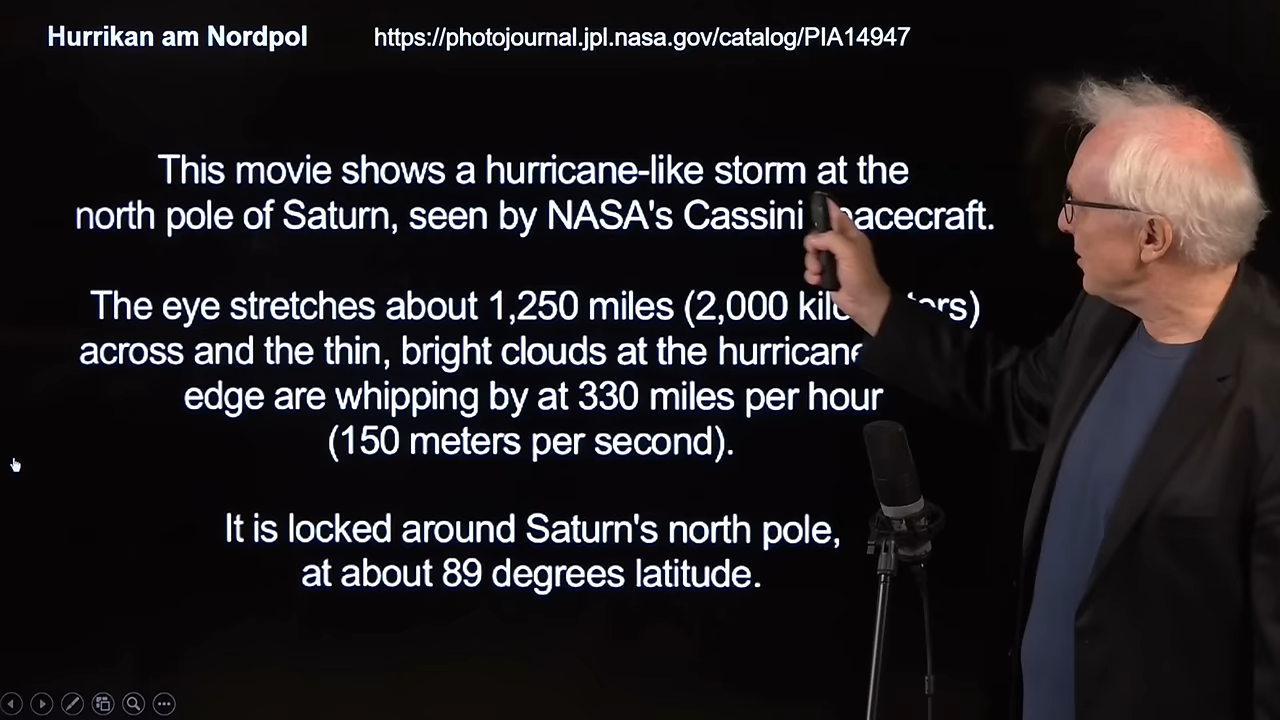 Hurrikan am Nordpol https://photojournal.jpl.nasa.gov/catalog/PIA14947
This movie shows a hurricane-like storm at the
north pole of Saturn, seen by NASA's Cassini
The eye stretches about 1,250 miles (2,000
across and the thin, bright clouds at the
edge are whipping by at 330 miles per hour
(150 meters per second).
It is locked around Saturn's north pole,
at about 89 degrees latitude.